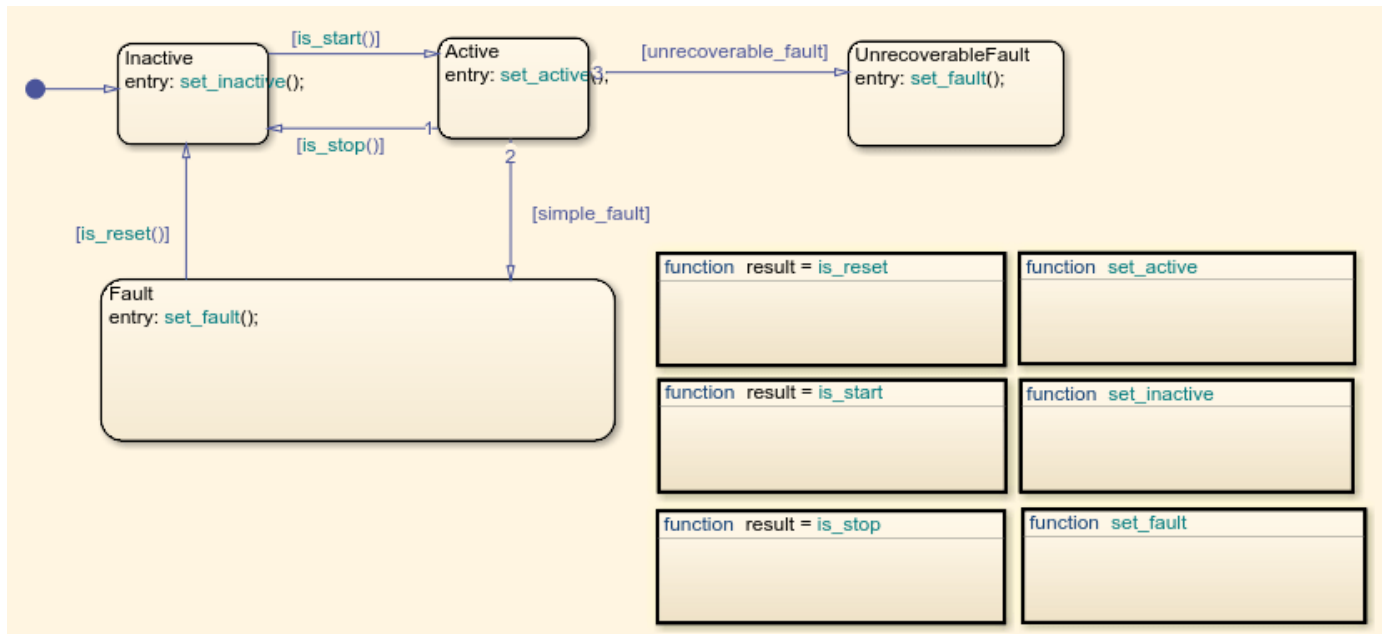 [is_start()]
Inactive
entry: set_inactive();
Active
entry: set_active();
3
[unrecoverable_fault]
UnrecoverableFault
entry: set_fault();
1
[is_stop()]
2
[simple_fault]
[is_reset()]
Fault
entry: set_fault();
function result = is_reset
function set_active
function result = is_start
function set_inactive
function result = is_stop
function set_fault